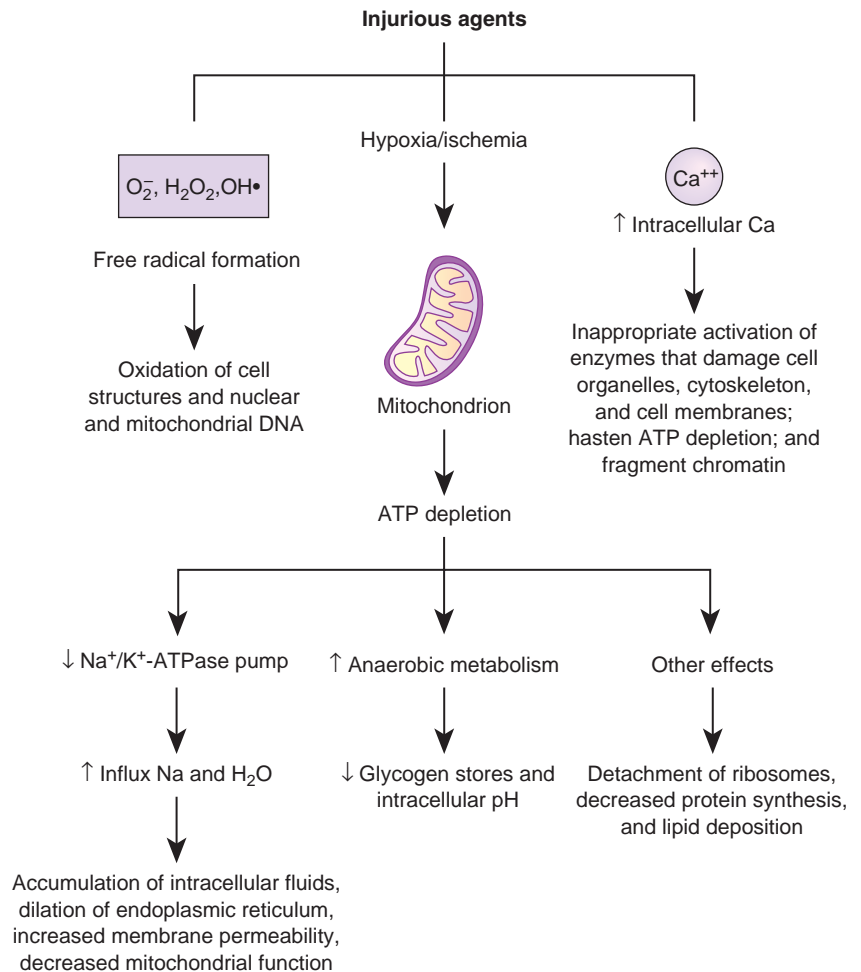 Injurious agents
O₂⁻, H₂O₂,OH•
Free radical formation
Oxidation of cell
structures and nuclear
and mitochondrial DNA
Hypoxia/ischemia
Mitochondrion
Ca⁺⁺
↑ Intracellular Ca
Inappropriate activation of
enzymes that damage cell
organelles, cytoskeleton,
and cell membranes;
hasten ATP depletion; and
fragment chromatin
ATP depletion
↓ Na⁺/K⁺-ATPase pump
↑ Influx Na and H₂O
Accumulation of intracellular fluids,
dilation of endoplasmic reticulum,
increased membrane permeability,
decreased mitochondrial function
↑ Anaerobic metabolism
↓ Glycogen stores and
intracellular pH
Other effects
Detachment of ribosomes,
decreased protein synthesis,
and lipid deposition